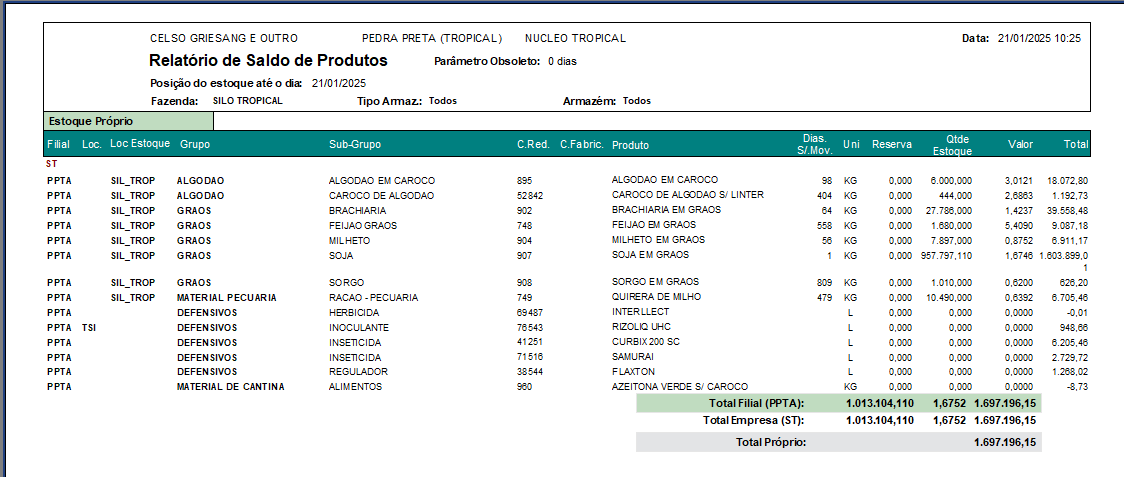 CELSO GRIESANG E OUTRO PEDRA PRETA (TROPICAL) NUCLEO TROPICAL Data: 21/01/2025 10:25
Relatório de Saldo de Produtos Parâmetro Obsoleto: 0 dias
Posição do estoque até o dia: 21/01/2025
Fazenda: SILO TROPICAL Tipo Armaz.: Todos Armazém: Todos
Estoque Próprio
Filial Loc. Loc Estoque Grupo Sub-Grupo C.Red. C.Fabric. Produto Dias. S/.Mov. Uni Reserva Qtde Estoque Valor Total
ST
PPTA SIL_TROP ALGODAO ALGODAO EM CAROCO 895 ALGODAO EM CAROCO 98 KG 0,000 6.000,000 3,0121 18.072,80
PPTA SIL_TROP ALGODAO CAROCO DE ALGODAO 52842 CAROCO DE ALGODAO S/ LINTER 404 KG 0,000 444,000 2,6863 1.192,73
PPTA SIL_TROP GRAOS BRACHIARIA 902 BRACHIARIA EM GRAOS 64 KG 0,000 27.786,000 1,4237 39.558,48
PPTA SIL_TROP GRAOS FEIJAO GRAOS 748 FEIJAO EM GRAOS 558 KG 0,000 1.680,000 5,4090 9.087,18
PPTA SIL_TROP GRAOS MILHETO 904 MILHETO EM GRAOS 56 KG 0,000 7.897,000 0,8752 6.911,17
PPTA SIL_TROP GRAOS SOJA 907 SOJA EM GRAOS 1 KG 0,000 957.797,110 1,6746 1.603.899,0
1
PPTA SIL_TROP GRAOS SORGO 908 SORGO EM GRAOS 809 KG 0,000 1.010,000 0,6200 626,20
PPTA SIL_TROP MATERIAL PECUARIA RACAO - PECUARIA 749 QUIRERA DE MILHO 479 KG 0,000 10.490,000 0,6392 6.705,46
PPTA DEFENSIVOS HERBICIDA 69487 INTERLLECT L 0,000 0,000 0,0000 -0,01
PPTA TSI DEFENSIVOS INOCULANTE 76543 RIZOLIQ UHC L 0,000 0,000 0,0000 948,66
PPTA DEFENSIVOS INSETICIDA 41251 CURBIX 200 SC L 0,000 0,000 0,0000 6.205,46
PPTA DEFENSIVOS INSETICIDA 71516 SAMURAI L 0,000 0,000 0,0000 2.729,72
PPTA DEFENSIVOS REGULADOR 38544 FLAXTON L 0,000 0,000 0,0000 1.268,02
PPTA MATERIAL DE CANTINA ALIMENTOS 960 AZEITONA VERDE S/ CAROCO KG 0,000 0,000 0,0000 -8,73
Total Filial (PPTA): 1.013.104,110 1,6752 1.697.196,15
Total Empresa (ST): 1.013.104,110 1,6752 1.697.196,15
Total Próprio: 1.697.196,15